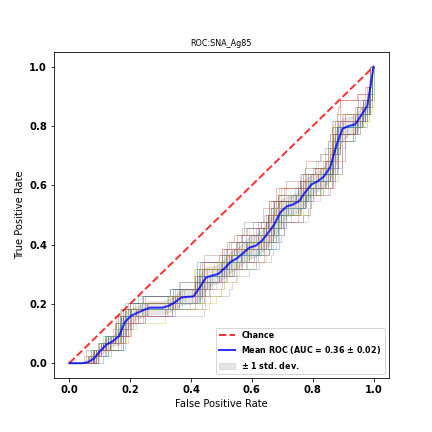 ROC:SNA_Ag85
1.0
0.8
0.6
0.4
0.2
0.0
True Positive Rate
Chance
Mean ROC (AUC = 0.36 ± 0.02)
± 1 std. dev.
0.0 0.2 0.4 0.6 0.8 1.0
False Positive Rate